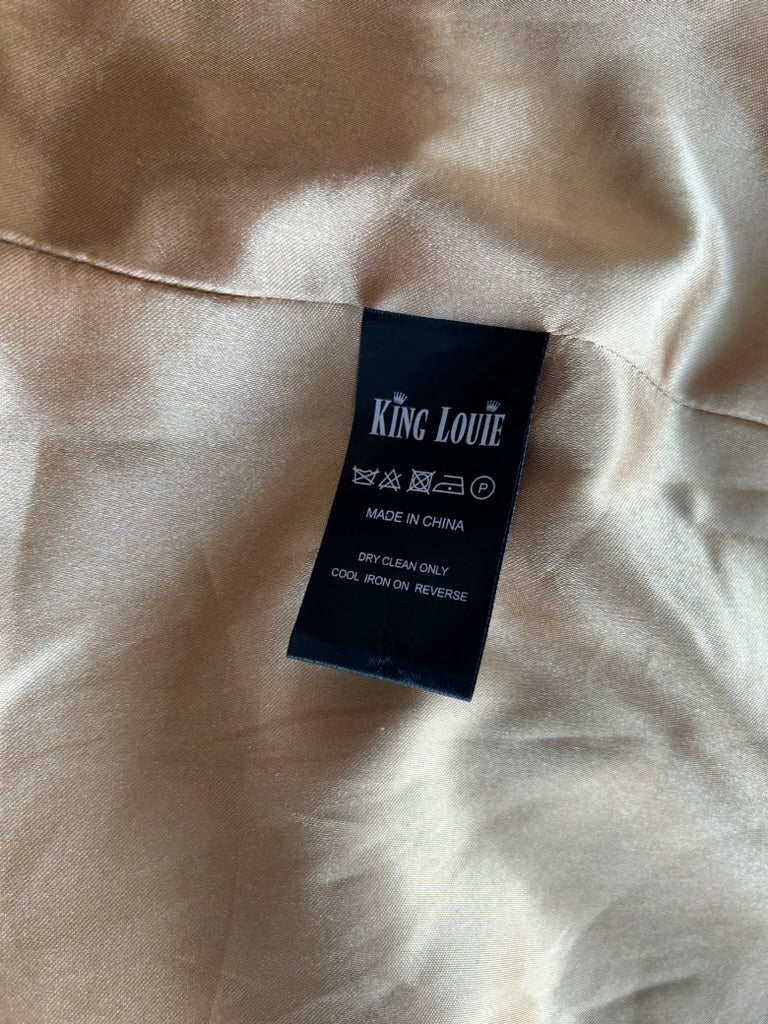 KING LOUIE
P
MADE IN CHINA
DRY CLEAN ONLY
COOL IRON ON REVERSE